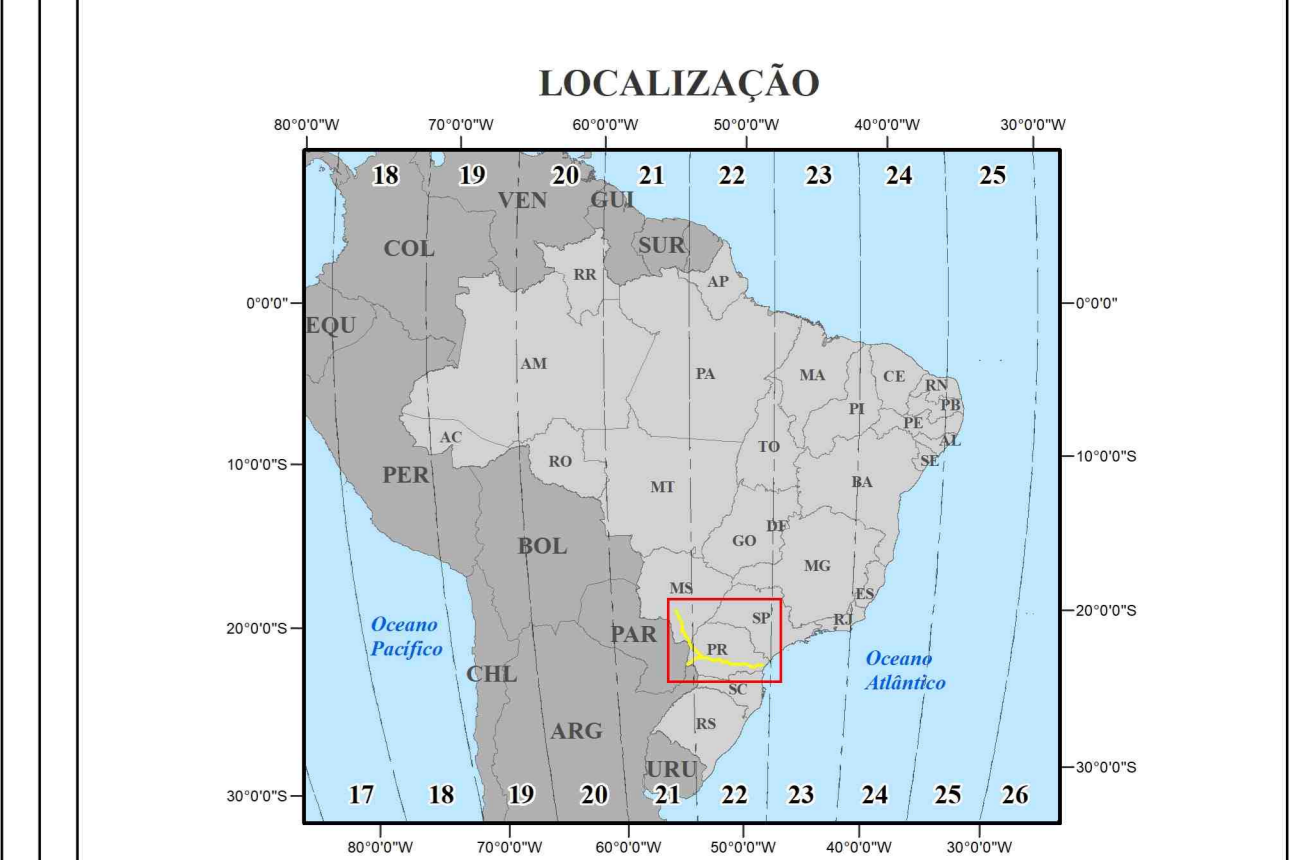 LOCALIZAÇÃO
80°0'0"W 70°0'0"W 60°0'0"W 50°0'0"W 40°0'0"W 30°0'0"W
18 19 20 21 22 23 24 25
VEN GUI
COL SUR
RR AP
0°0'0" 0°0'0"
EQU
AM PA MA CE RN
PI PB
PE
AC TO AL
RO SE
10°0'0"S 10°0'0"S
PER MT BA
DF
BOL GO
MG
MS ES
20°0'0"S
SP RJ
Oceano
Pacífico
20°0'0"S PAR PR
Oceano
Atlântico
CHL SC
ARG RS
URU 30°0'0"S
30°0'0"S 17 18 19 20 21 22 23 24 25 26
80°0'0"W 70°0'0"W 60°0'0"W 50°0'0"W 40°0'0"W 30°0'0"W